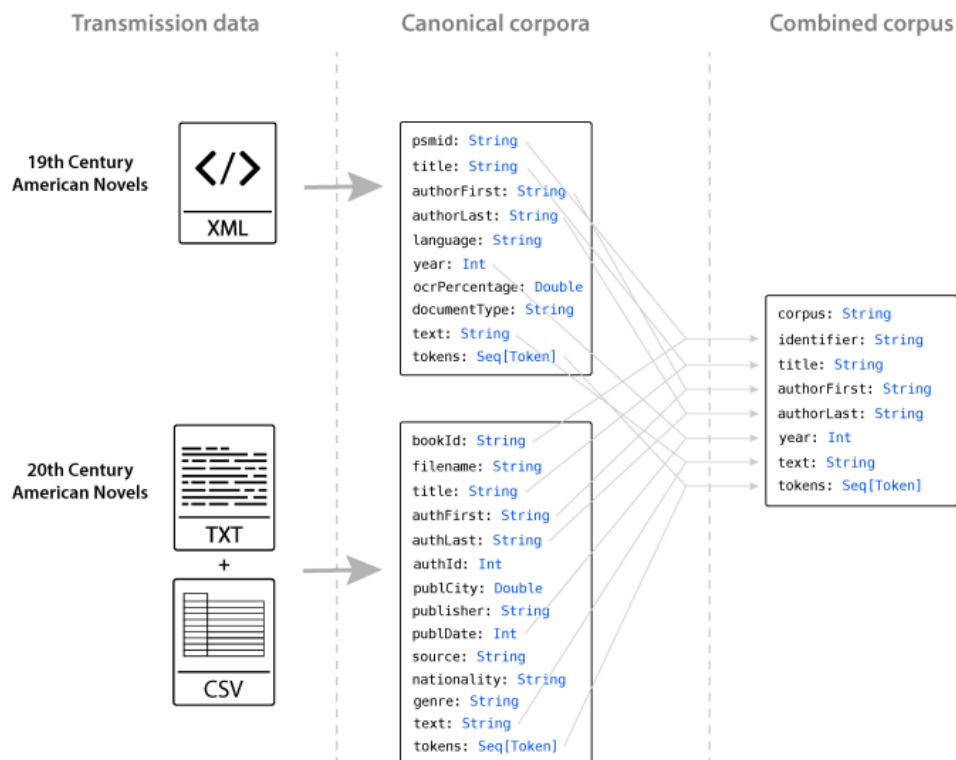 Transmission data
Canonical corpora
Combined corpus
19th Century
American Novels
</>
XML
psmid: String
title: String
authorFirst: String
authorLast: String
language: String
year: Int
ocrPercentage: Double
documentType: String
text: String
tokens: Seq[Token]
20th Century
American Novels
TXT
+
CSV
bookId: String
filename: String
title: String
authFirst: String
authLast: String
authId: Int
publCity: Double
publisher: String
publDate: Int
source: String
nationality: String
genre: String
text: String
tokens: Seq[Token]
corpus: String
identifier: String
title: String
authorFirst: String
authorLast: String
year: Int
text: String
tokens: Seq[Token]